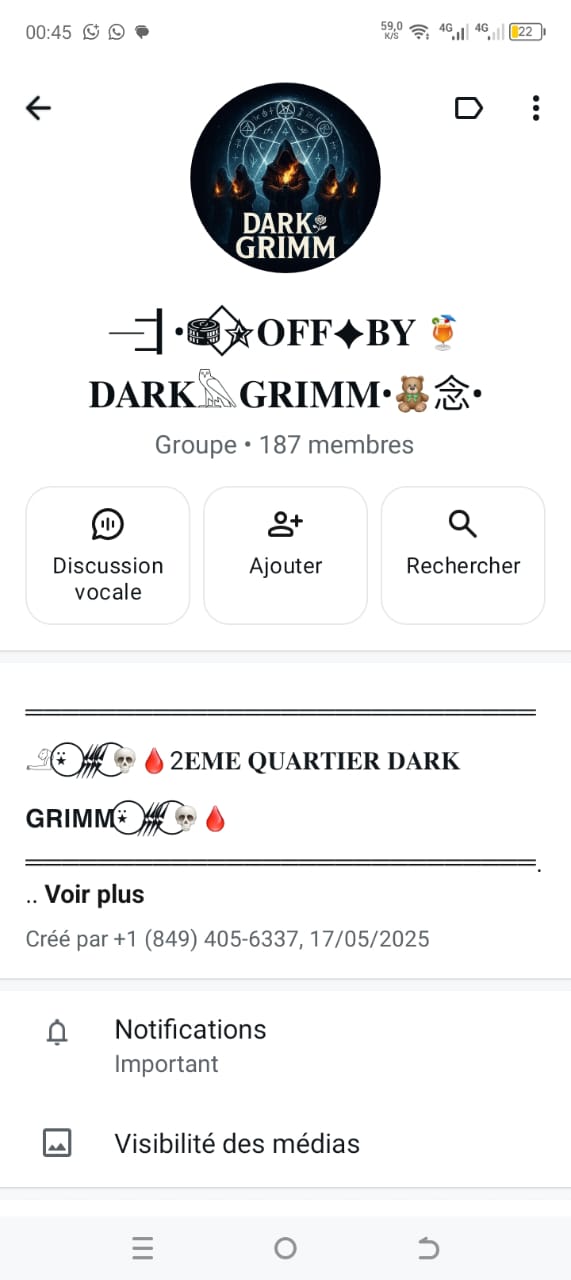 00:45 59,0 K/S 4G 4G 22
DARK
GRIMM
OFF✦BY 🍹
DARK𓅓GRIMM•🧸念•
Groupe • 187 membres
Discussion
vocale
Ajouter
Rechercher
💀🩸2EME QUARTIER DARK
GRIMM 💀🩸
.. Voir plus
Créé par +1 (849) 405-6337, 17/05/2025
Notifications
Important
Visibilité des médias